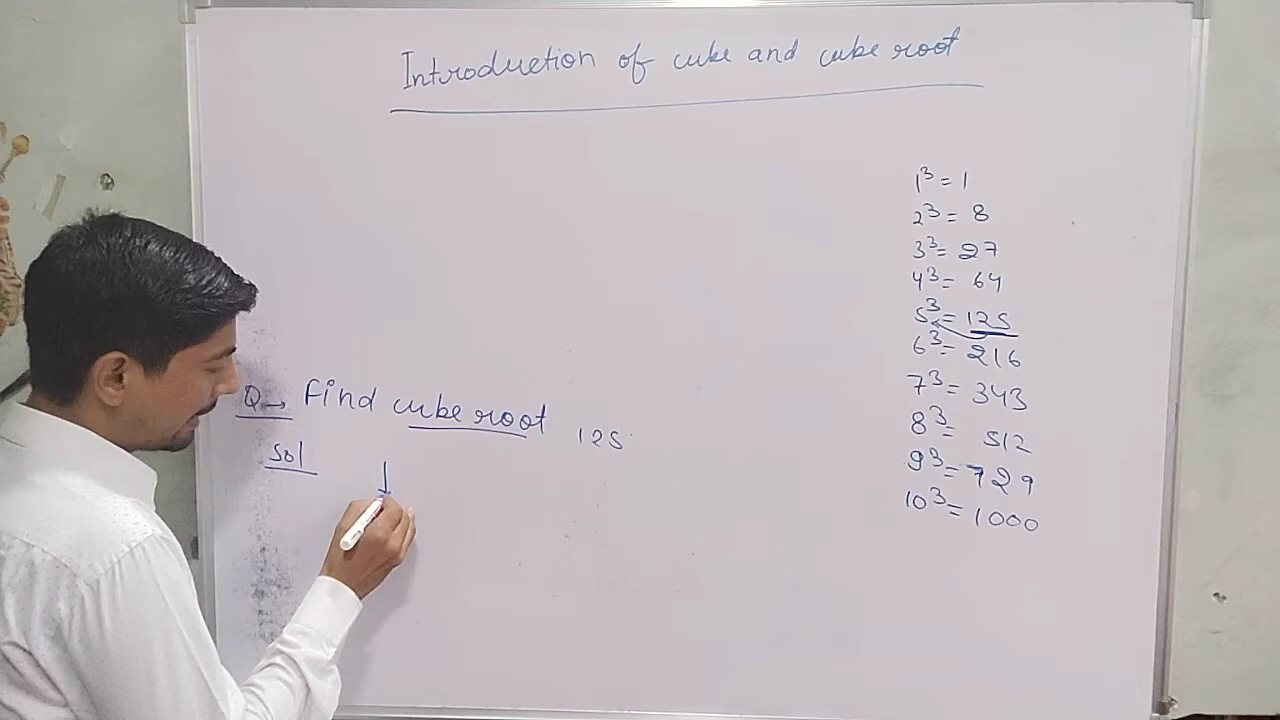 Introduction of cube and cube root
1³ = 1
2³ = 8
3³ = 27
4³ = 64
5³ = 125
6³ = 216
7³ = 343
8³ = 512
9³ = 729
10³ = 1000
Q→ Find cube root 125
Sol